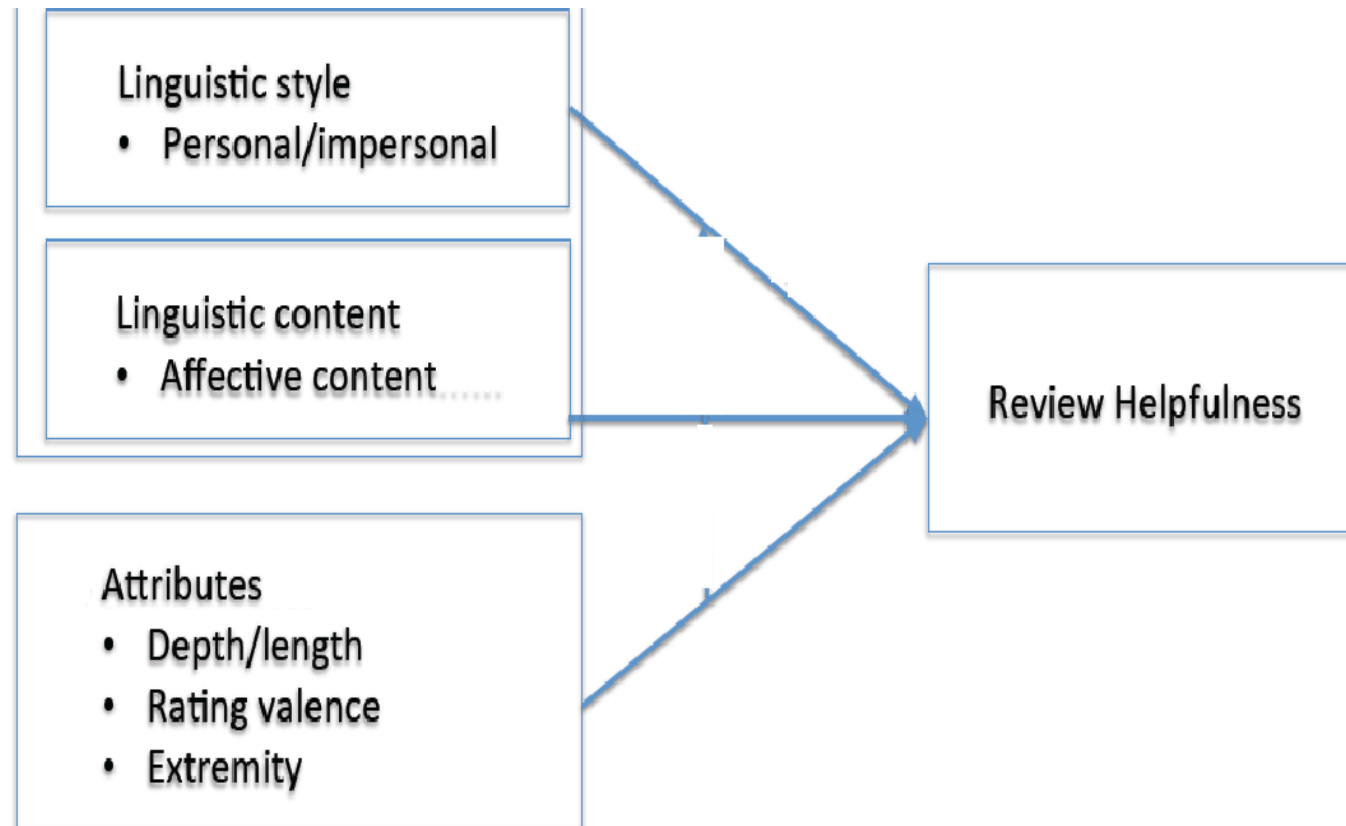 Linguistic style
• Personal/impersonal
Linguistic content
• Affective content
Attributes
• Depth/length
• Rating valence
• Extremity
Review Helpfulness